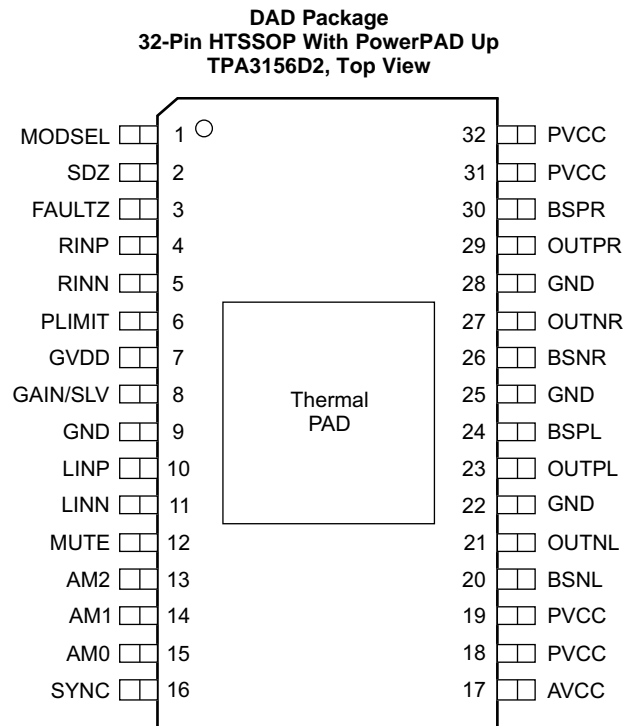 DAD Package
32-Pin HTSSOP With PowerPAD Up
TPA3156D2, Top View
MODSEL 1 32 PVCC
SDZ 2 31 PVCC
FAULTZ 3 30 BSPR
RINP 4 29 OUTPR
RINN 5 28 GND
PLIMIT 6 27 OUTNR
GVDD 7 26 BSNR
GAIN/SLV 8 25 GND
Thermal
PAD
GND 9 24 BSPL
LINP 10 23 OUTPL
LINN 11 22 GND
MUTE 12 21 OUTNL
AM2 13 20 BSNL
AM1 14 19 PVCC
AM0 15 18 PVCC
SYNC 16 17 AVCC